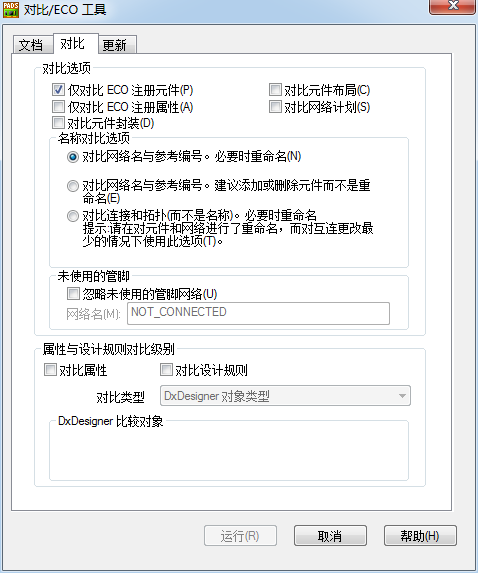 PADS
对比/ECO 工具
文档 对比 更新
对比选项
仅对比 ECO 注册元件(P) 对比元件布局(C)
仅对比 ECO 注册属性(A) 对比网络计划(S)
对比元件封装(D)
名称对比选项
对比网络名与参考编号。必要时重命名(N)
对比网络名与参考编号。建议添加或删除元件而不是重
命名(E)
对比连接和拓扑(而不是名称)。必要时重命名
提示:请在对元件和网络进行了重命名，而对互连更改最
少的情况下使用此选项(T)。
未使用的管脚
忽略未使用的管脚网络(U)
网络名(M): NOT_CONNECTED
属性与设计规则对比级别
对比属性 对比设计规则
对比类型 DxDesigner 对象类型
DxDesigner 比较对象
运行(R) 取消 帮助(H)